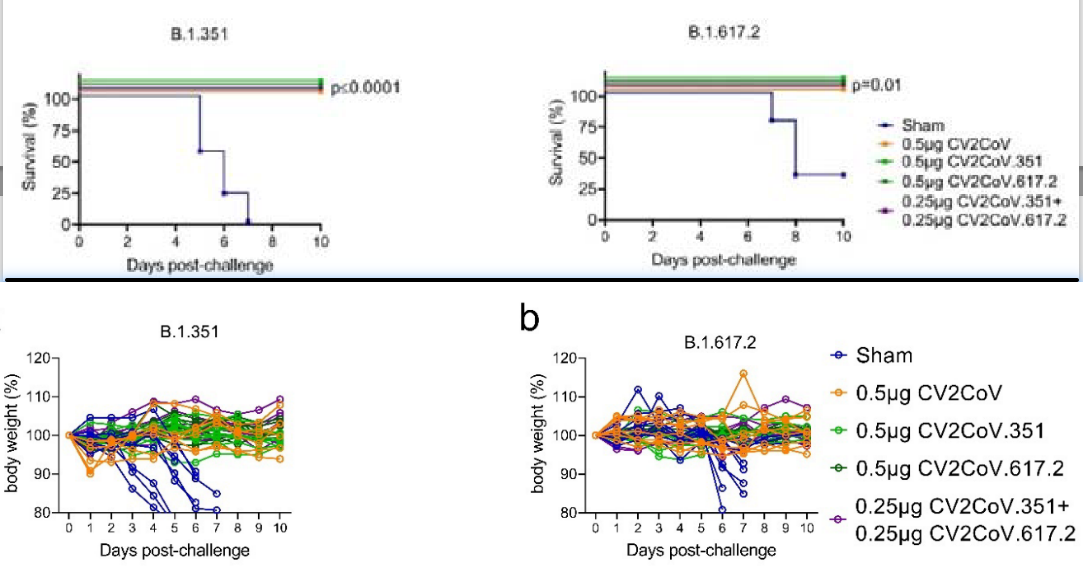 B.1.351
Survival (%)
100
75
50
25
0
0 2 4 6 8 10
Days post-challenge
p≤0.0001
B.1.617.2
Survival (%)
100
75
50
25
0
0 2 4 6 8 10
Days post-challenge
p=0.01
Sham
0.5µg CV2CoV
0.5µg CV2CoV.351
0.5µg CV2CoV.617.2
0.25µg CV2CoV.351+
0.25µg CV2CoV.617.2
B.1.351
body weight (%)
120
110
100
90
80
0 1 2 3 4 5 6 7 8 9 10
Days post-challenge
b
B.1.617.2
body weight (%)
120
110
100
90
80
0 1 2 3 4 5 6 7 8 9 10
Days post-challenge
Sham
0.5µg CV2CoV
0.5µg CV2CoV.351
0.5µg CV2CoV.617.2
0.25µg CV2CoV.351+
0.25µg CV2CoV.617.2